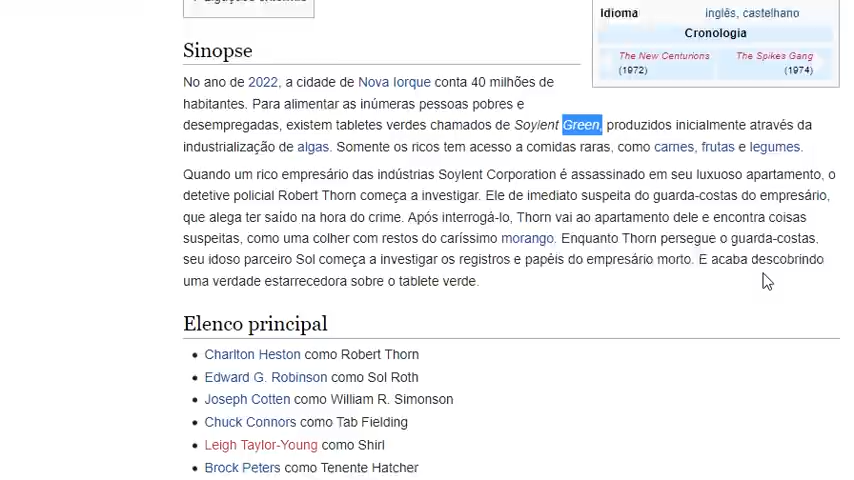 Idioma inglês, castelhano
Cronologia
The New Centurions The Spikes Gang
(1972) (1974)
Sinopse
No ano de 2022, a cidade de Nova Iorque conta 40 milhões de
habitantes. Para alimentar as inúmeras pessoas pobres e
desempregadas, existem tabletes verdes chamados de Soylent Green, produzidos inicialmente através da
industrialização de algas. Somente os ricos tem acesso a comidas raras, como carnes, frutas e legumes.
Quando um rico empresário das indústrias Soylent Corporation é assassinado em seu luxuoso apartamento, o
detetive policial Robert Thorn começa a investigar. Ele de imediato suspeita do guarda-costas do empresário,
que alega ter saído na hora do crime. Após interrogá-lo, Thorn vai ao apartamento dele e encontra coisas
suspeitas, como uma colher com restos do caríssimo morango. Enquanto Thorn persegue o guarda-costas,
seu idoso parceiro Sol começa a investigar os registros e papéis do empresário morto. E acaba descobrindo
uma verdade estarrecedora sobre o tablete verde.
Elenco principal
Charlton Heston como Robert Thorn
Edward G. Robinson como Sol Roth
Joseph Cotten como William R. Simonson
Chuck Connors como Tab Fielding
Leigh Taylor-Young como Shirl
Brock Peters como Tenente Hatcher